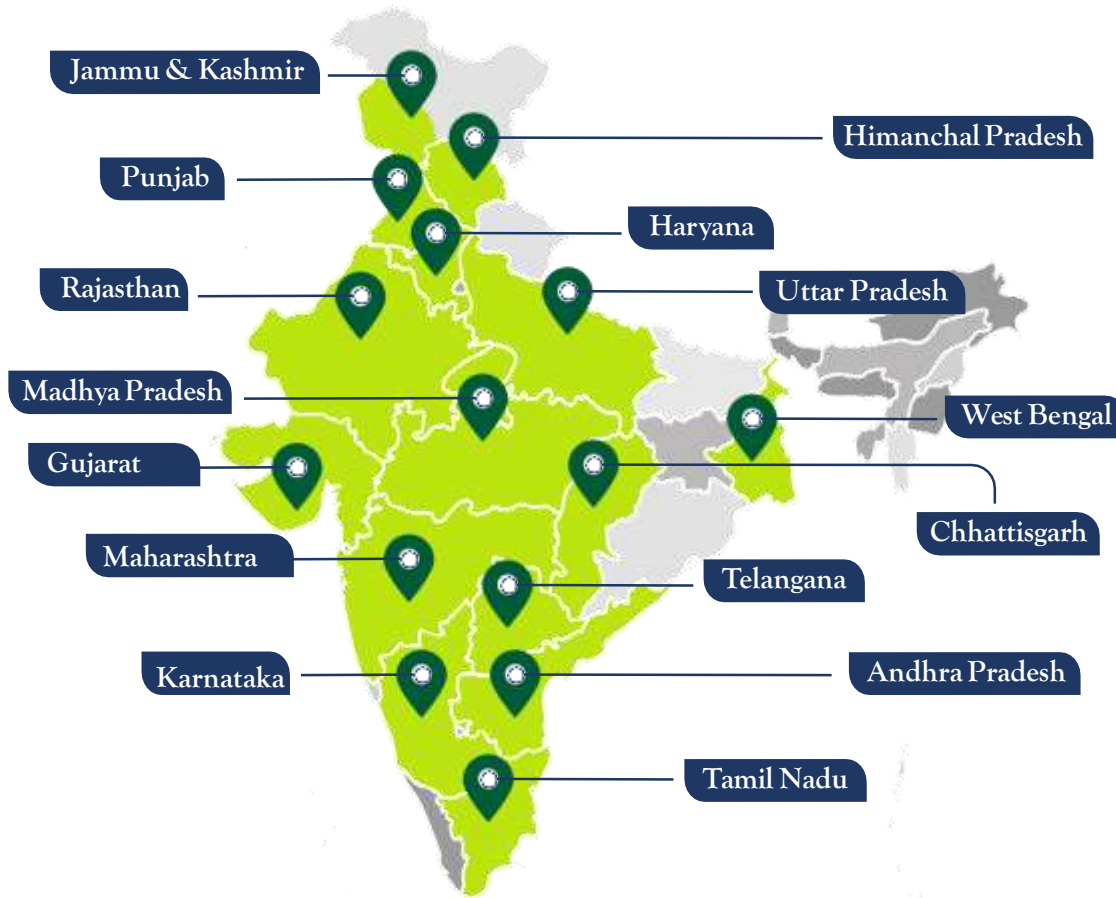 Jammu & Kashmir
Himanchal Pradesh
Punjab
Haryana
Rajasthan
Uttar Pradesh
Madhya Pradesh
West Bengal
Gujarat
Chhattisgarh
Maharashtra
Telangana
Karnataka
Andhra Pradesh
Tamil Nadu